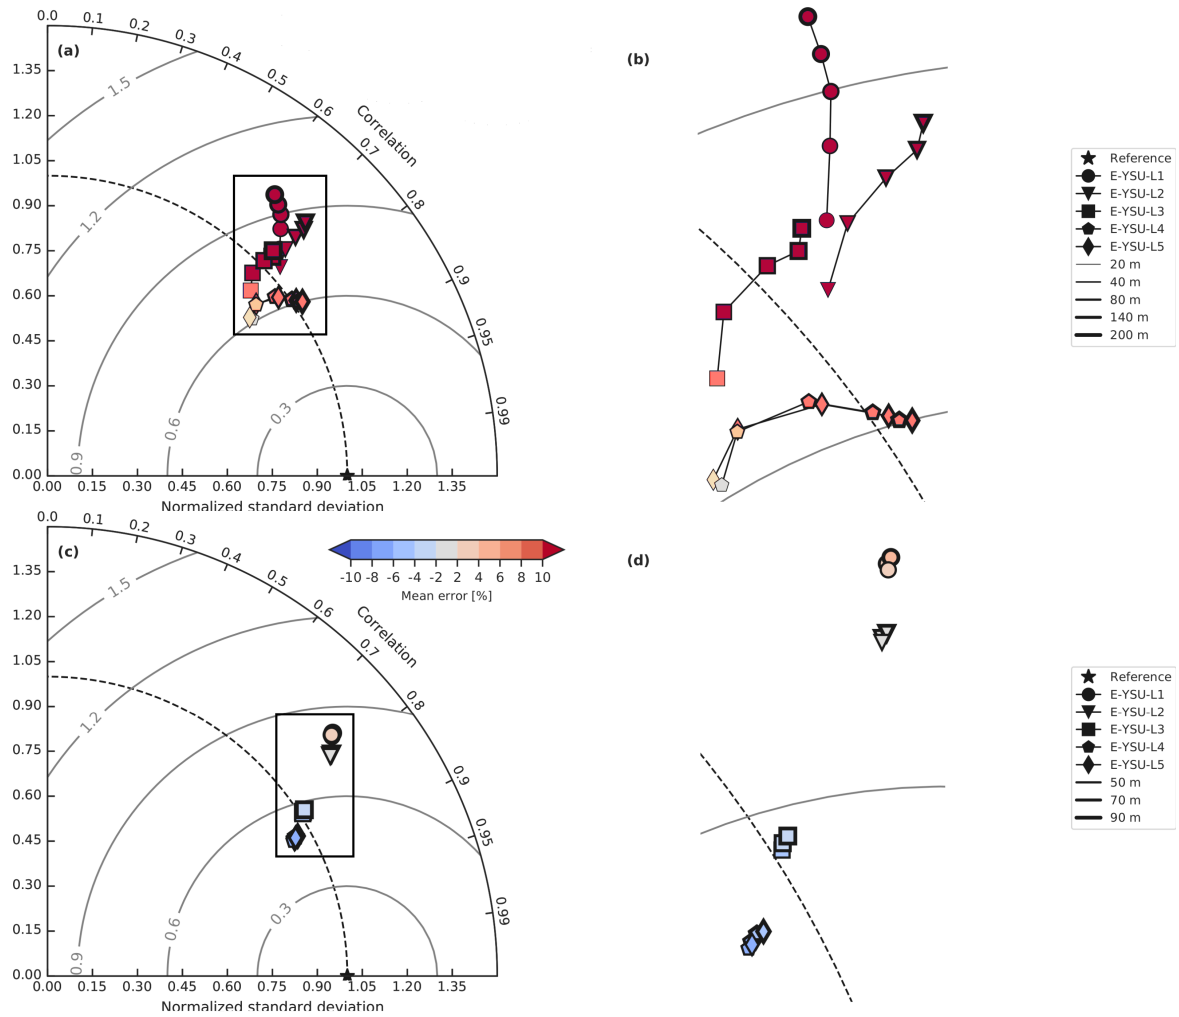 (a)
0.0 0.1 0.2 0.3 0.4 0.5 0.6 0.7 0.8 0.9 0.95 0.99
Correlation
1.5
1.2
0.9
0.6
0.3
1.35
1.20
1.05
0.90
0.75
0.60
0.45
0.30
0.15
0.00
0.00 0.15 0.30 0.45 0.60 0.75 0.90 1.05 1.20 1.35
Normalized standard deviation
(b)
Reference
E-YSU-L1
E-YSU-L2
E-YSU-L3
E-YSU-L4
E-YSU-L5
20 m
40 m
80 m
140 m
200 m
(c)
0.0 0.1 0.2 0.3 0.4 0.5 0.6 0.7 0.8 0.9 0.95 0.99
Correlation
-10 -8 -6 -4 -2 2 4 6 8 10
Mean error [%]
1.5
1.2
0.9
0.6
0.3
1.35
1.20
1.05
0.90
0.75
0.60
0.45
0.30
0.15
0.00
0.00 0.15 0.30 0.45 0.60 0.75 0.90 1.05 1.20 1.35
Normalized standard deviation
(d)
Reference
E-YSU-L1
E-YSU-L2
E-YSU-L3
E-YSU-L4
E-YSU-L5
50 m
70 m
90 m